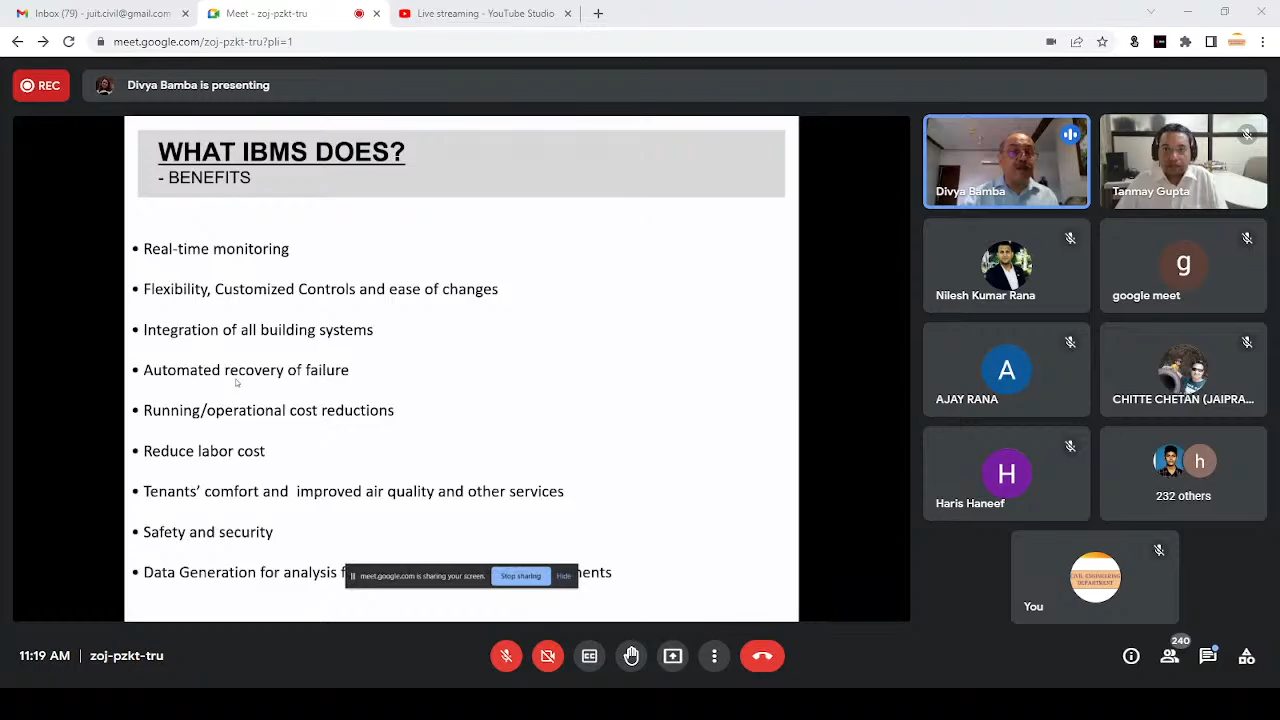 Inbox (79) - juit.civil@gmail.com
Meet - zoj-pzkt-tru
Live streaming - YouTube Studio
meet.google.com/zoj-pzkt-tru?pli=1
REC
Divya Bamba is presenting
WHAT IBMS DOES?
- BENEFITS
• Real-time monitoring
• Flexibility, Customized Controls and ease of changes
• Integration of all building systems
• Automated recovery of failure
• Running/operational cost reductions
• Reduce labor cost
• Tenants’ comfort and improved air quality and other services
• Safety and security
• Data Generation for analysis f
ments
meet.google.com is sharing your screen.
Stop sharing
Hide
Divya Bamba
Tanmay Gupta
Nilesh Kumar Rana
g
google meet
A
AJAY RANA
CHITTE CHETAN (JAIPRA...
H
Haris Haneef
h
232 others
CIVIL ENGINEERING
DEPARTMENT
You
11:19 AM | zoj-pzkt-tru
240